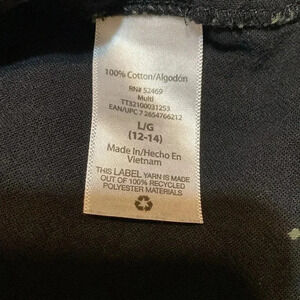 100% Cotton/Algodón
RN# 52469
Multi
TT32190031253
EAN/UPC 7 2654766212
L/G
(12-14)
Made In/Hecho En
Vietnam
THIS LABEL YARN IS MADE
OUT OF 100% RECYCLED
POLYESTER MATERIALS